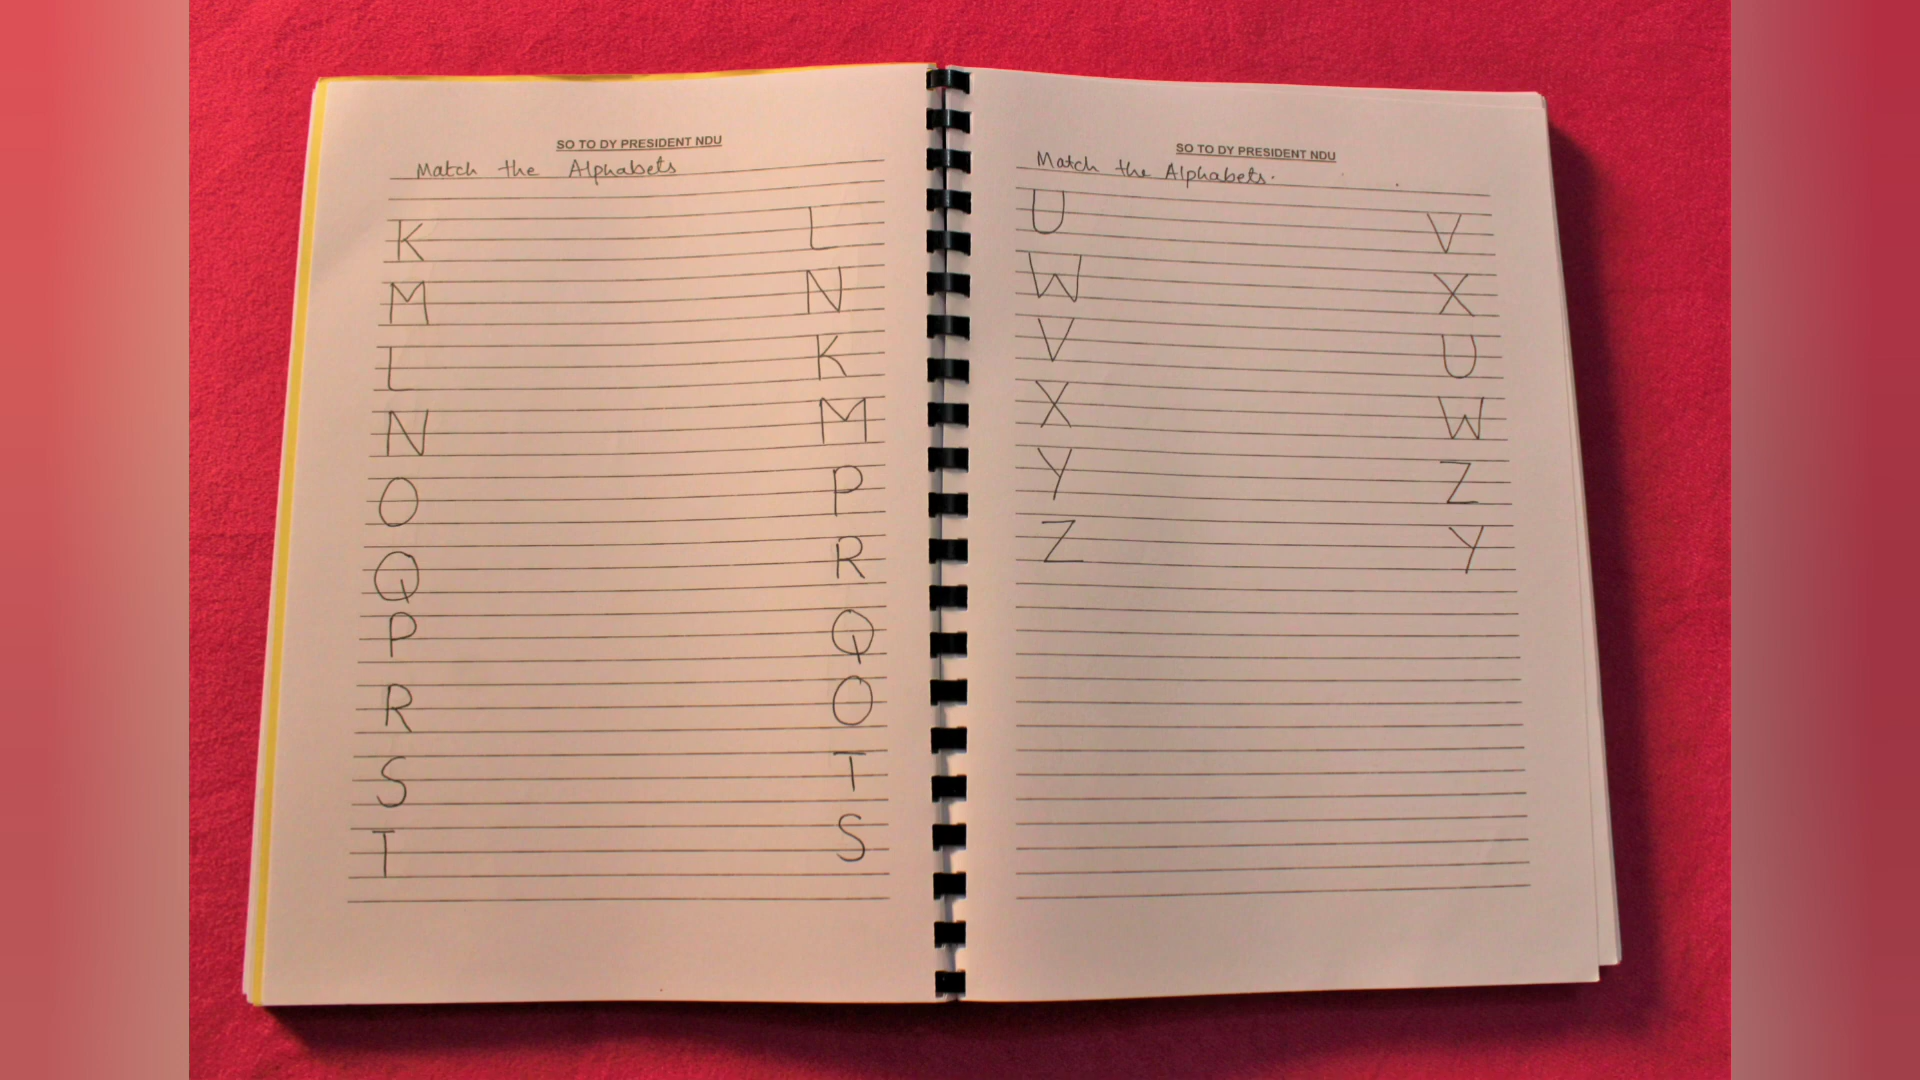 SO TO DY PRESIDENT NDU
Match the Alphabets
K L
M N
L K
N M
O P
Q R
P Q
R O
S T
T S
SO TO DY PRESIDENT NDU
Match the Alphabets.
U V
W X
V U
X W
Y Z
Z Y